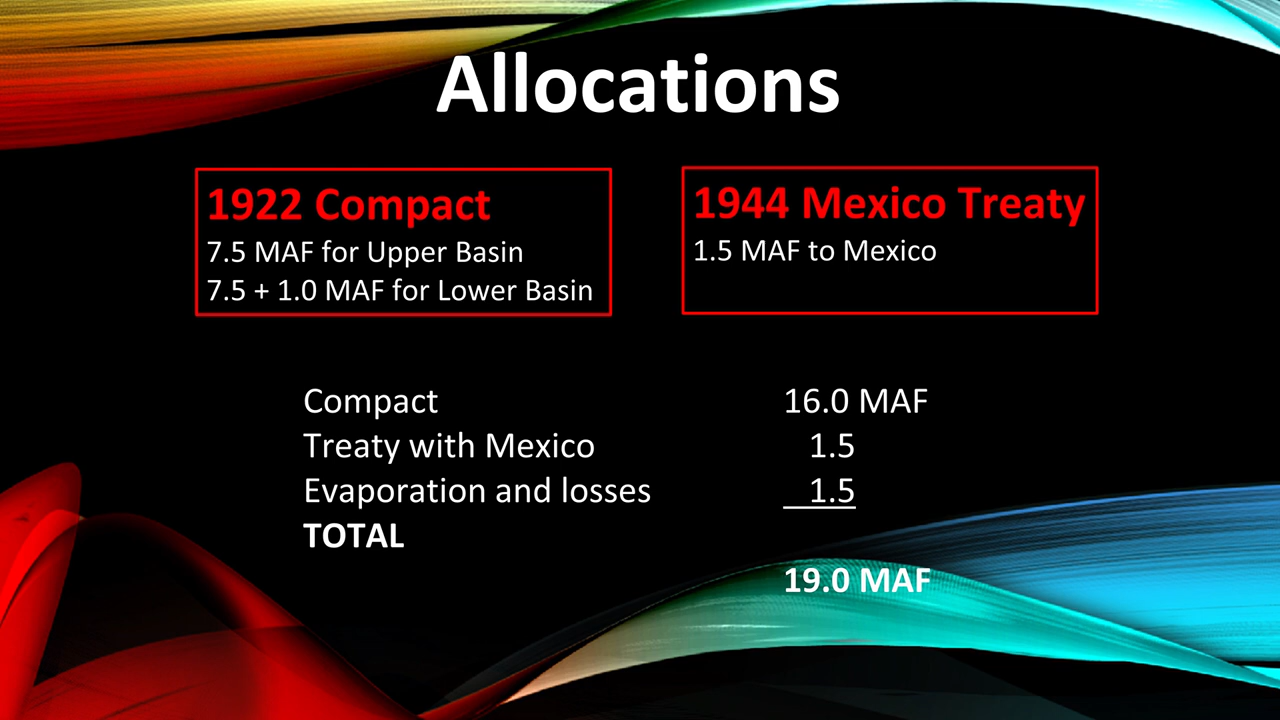 Allocations
1922 Compact
7.5 MAF for Upper Basin
7.5 + 1.0 MAF for Lower Basin
1944 Mexico Treaty
1.5 MAF to Mexico
Compact 16.0 MAF
Treaty with Mexico 1.5
Evaporation and losses 1.5
TOTAL
19.0 MAF